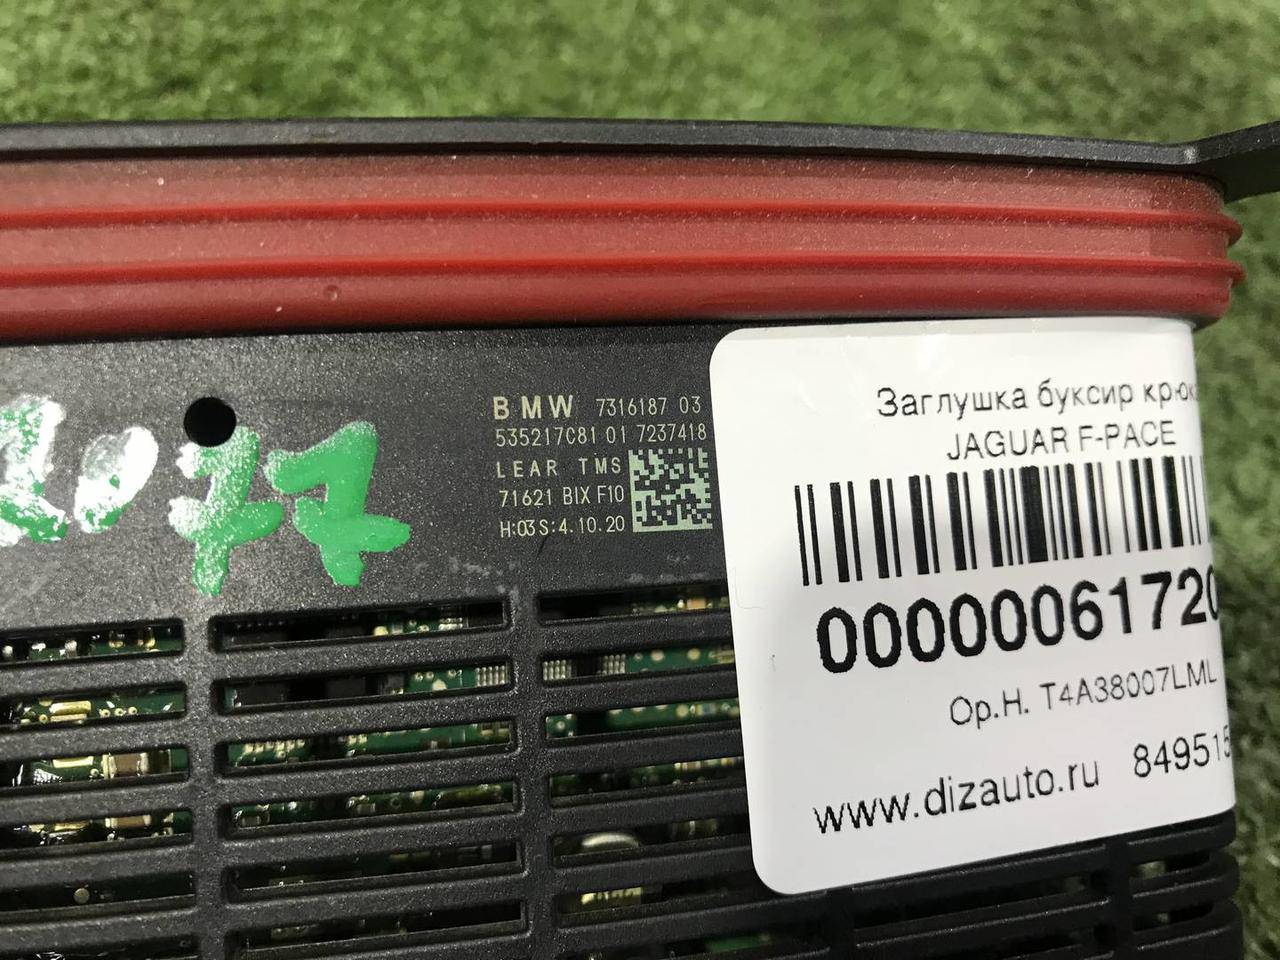 BMW 7316187 03
535217C81 01 7237418
LEAR TMS
71621 BIX F10
H:03 S:4.10.20
77
Заглушка буксир
JAGUAR F-PACE
00000061720
Ор.Н. T4A38007LML
www.dizauto.ru 849515